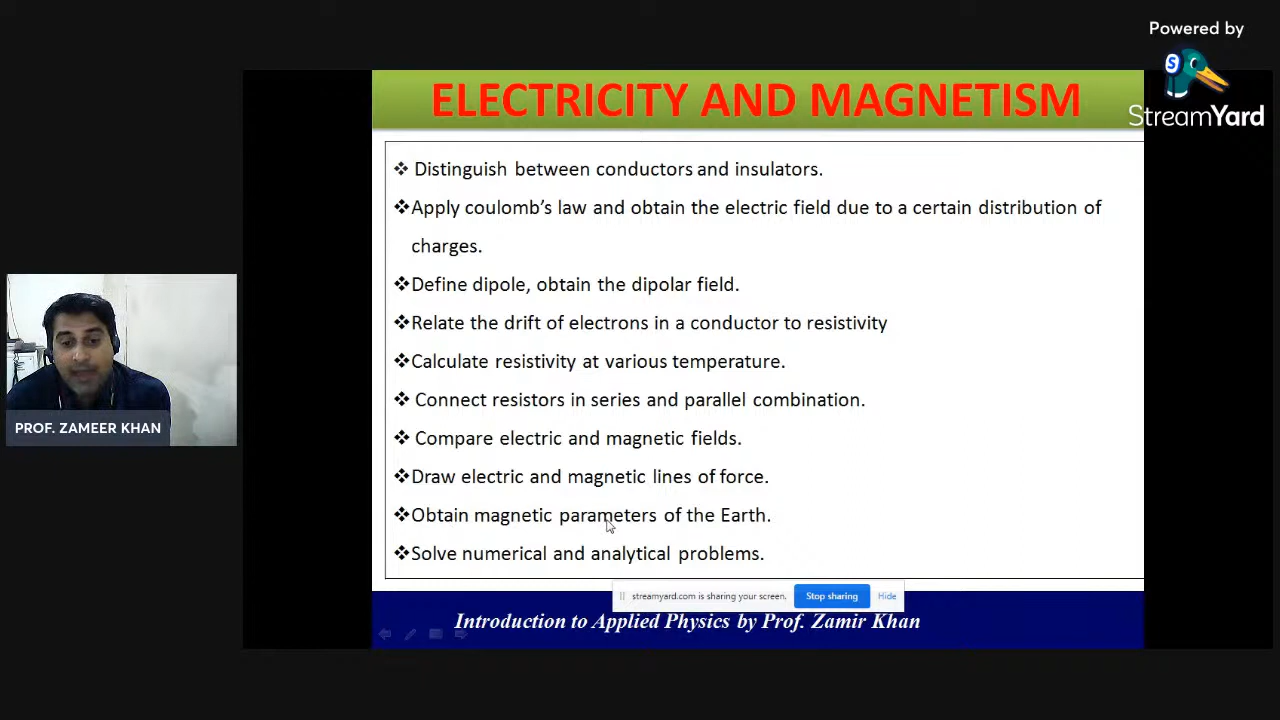 Powered by
StreamYard
ELECTRICITY AND MAGNETISM
❖ Distinguish between conductors and insulators.
❖Apply coulomb’s law and obtain the electric field due to a certain distribution of
charges.
❖Define dipole, obtain the dipolar field.
❖Relate the drift of electrons in a conductor to resistivity
❖Calculate resistivity at various temperature.
❖ Connect resistors in series and parallel combination.
❖ Compare electric and magnetic fields.
❖Draw electric and magnetic lines of force.
❖Obtain magnetic parameters of the Earth.
❖Solve numerical and analytical problems.
PROF. ZAMEER KHAN
streamyard.com is sharing your screen. Stop sharing Hide
Introduction to Applied Physics by Prof. Zamir Khan